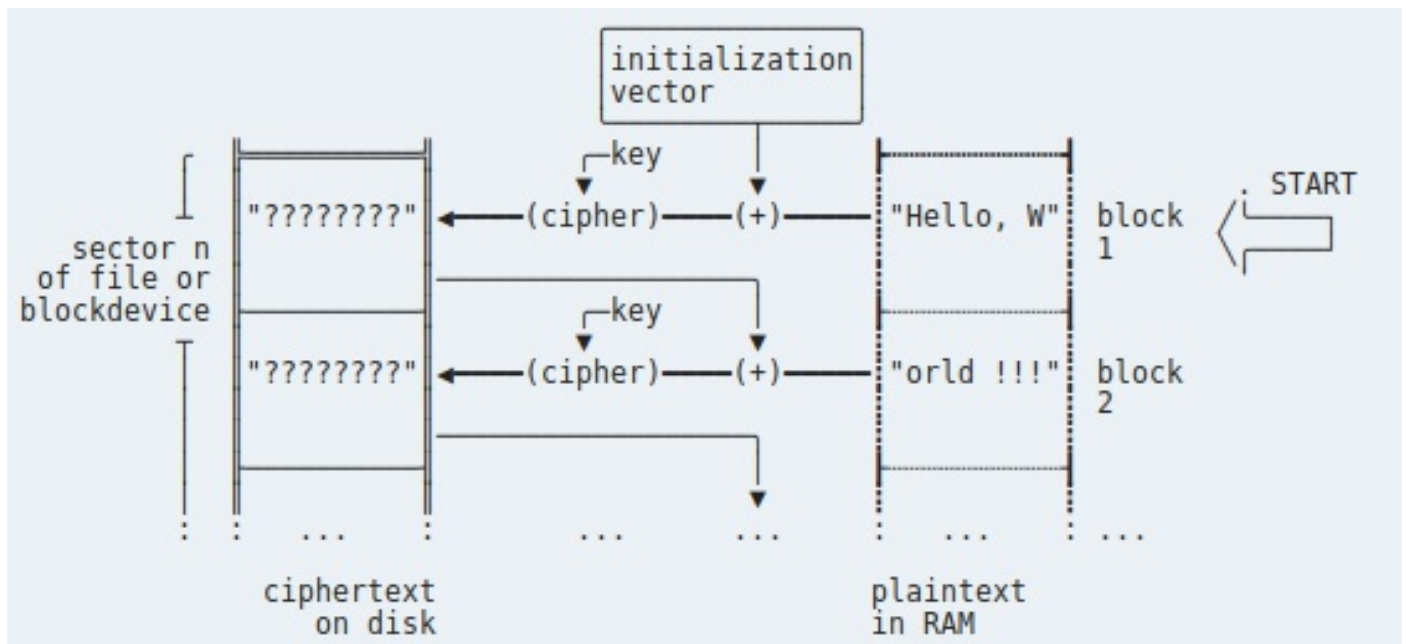 initialization
vector
key
START
"????????" (cipher) (+) "Hello, W" block
1
sector n
of file or
blockdevice
key
"????????" (cipher) (+) "orld !!!" block
2
: : ... : ... ... : ... : ...
ciphertext
on disk
plaintext
in RAM